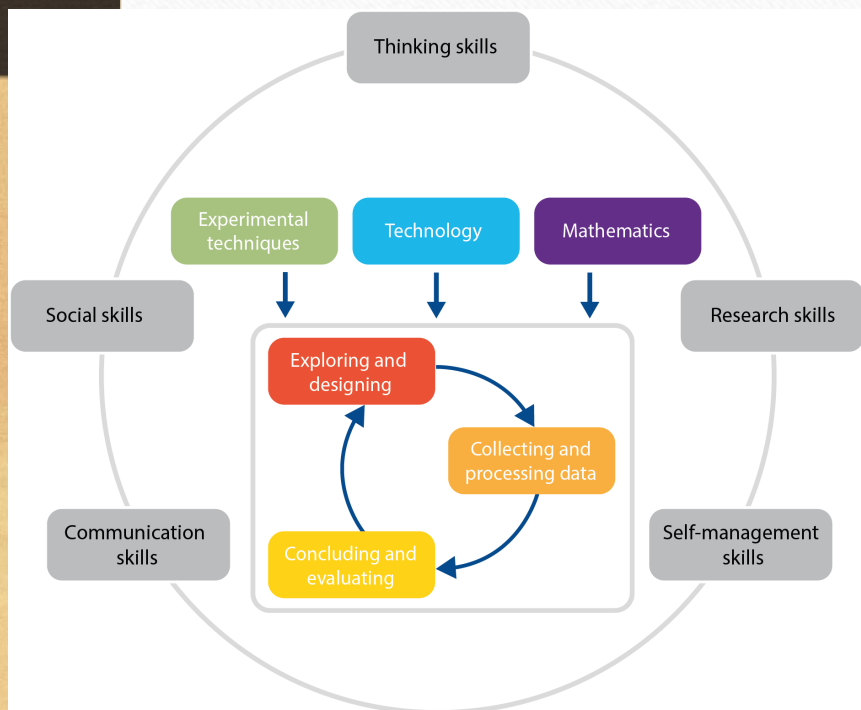 Thinking skills
Experimental
techniques
Technology
Mathematics
Social skills
Research skills
Exploring and
designing
Collecting and
processing data
Communication
skills
Self-management
skills
Concluding and
evaluating